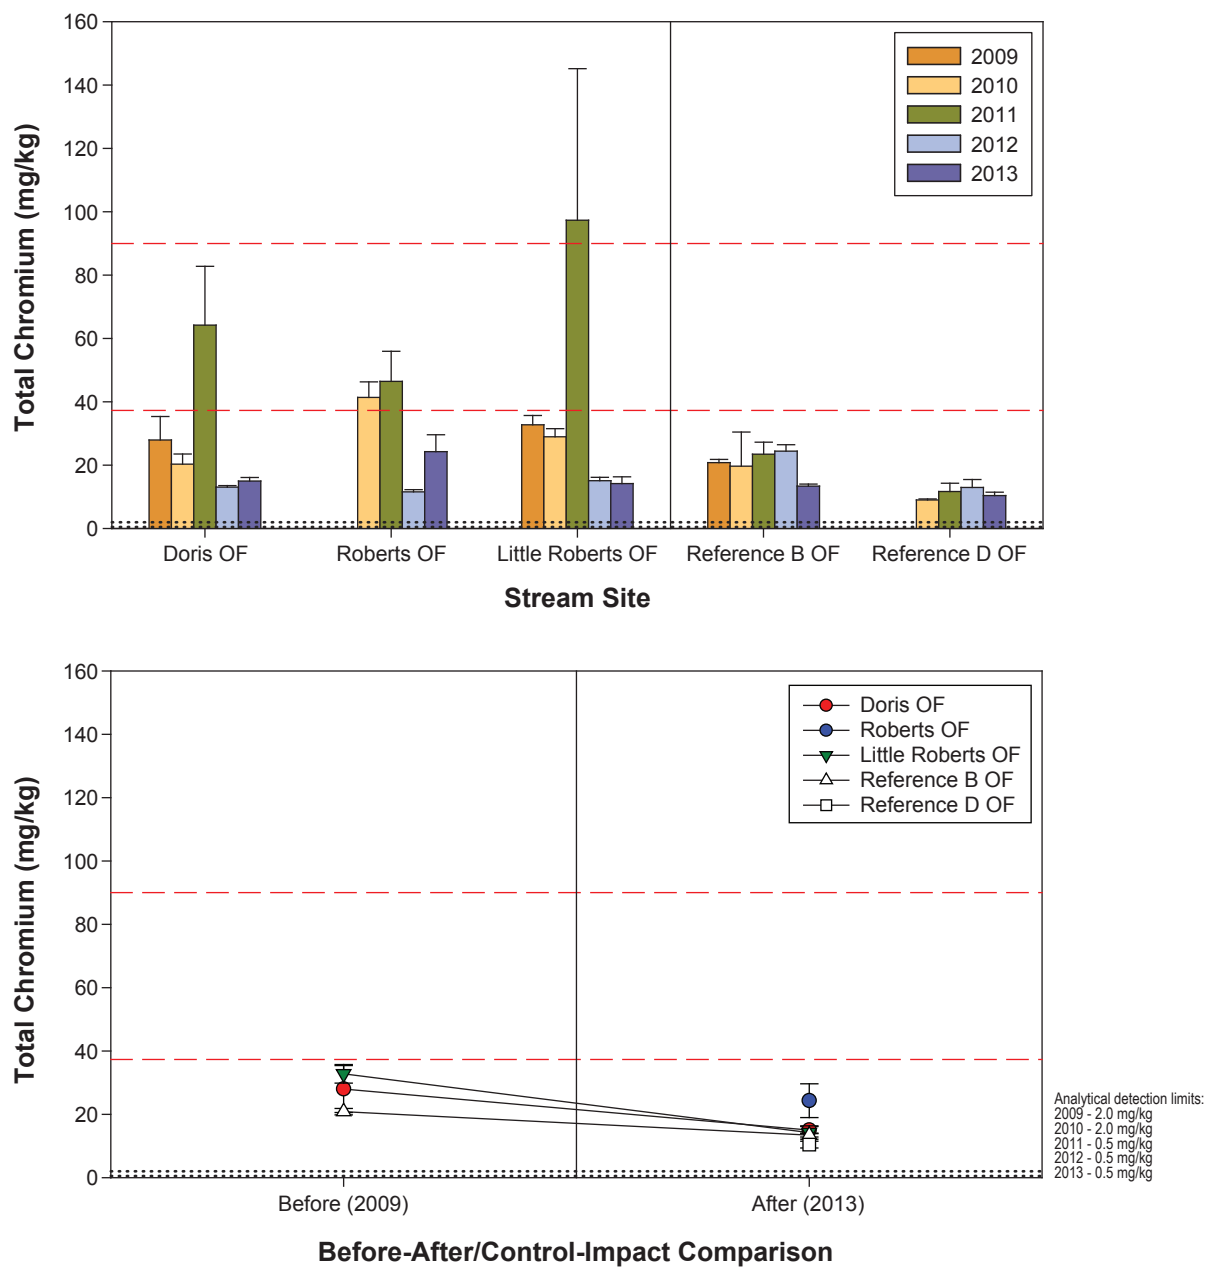 160
140
120
100
80
60
40
20
0
Total Chromium (mg/kg)
2009
2010
2011
2012
2013
Doris OF
Roberts OF
Little Roberts OF
Reference B OF
Reference D OF
Stream Site
160
140
120
100
80
60
40
20
0
Total Chromium (mg/kg)
Doris OF
Roberts OF
Little Roberts OF
Reference B OF
Reference D OF
Before (2009)
After (2013)
Before-After/Control-Impact Comparison
Analytical detection limits:
2009 - 2.0 mg/kg
2010 - 2.0 mg/kg
2011 - 0.5 mg/kg
2012 - 0.5 mg/kg
2013 - 0.5 mg/kg